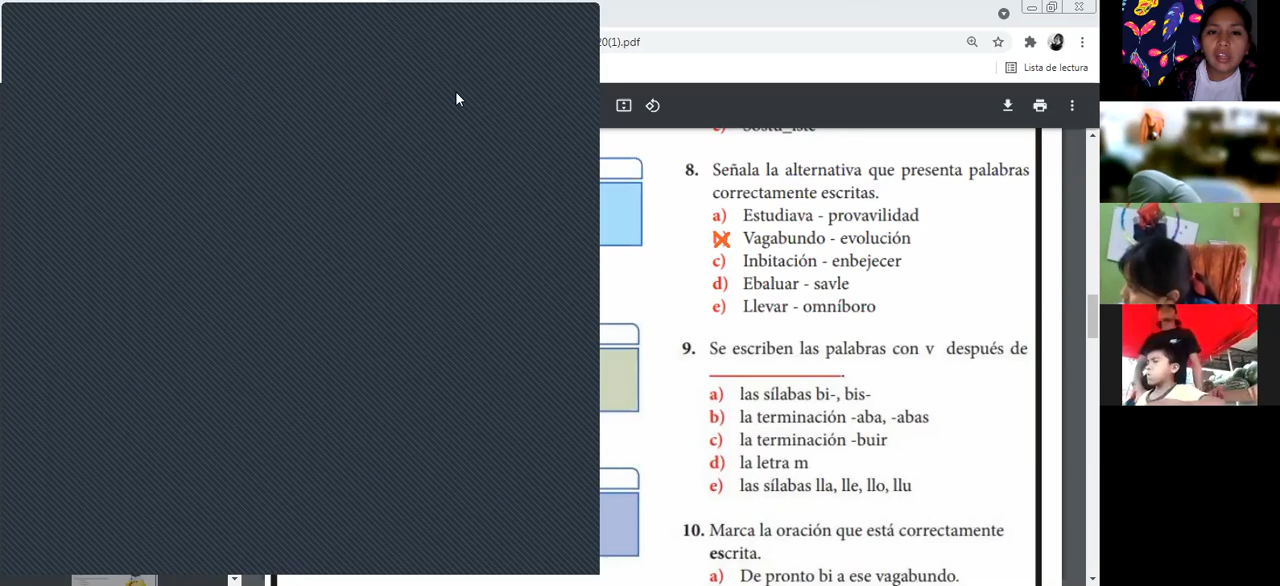 20(1).pdf
Lista de lectura
8. Señala la alternativa que presenta palabras
correctamente escritas.
a) Estudiava - provavilidad
Vagabundo - evolución
c) Inbitación - enbejecer
d) Ebaluar - savle
e) Llevar - omníboro
9. Se escriben las palabras con v después de
.
a) las sílabas bi-, bis-
b) la terminación -aba, -abas
c) la terminación -buir
d) la letra m
e) las sílabas lla, lle, llo, llu
10. Marca la oración que está correctamente
escrita.
a) De pronto bi a ese vagabundo.